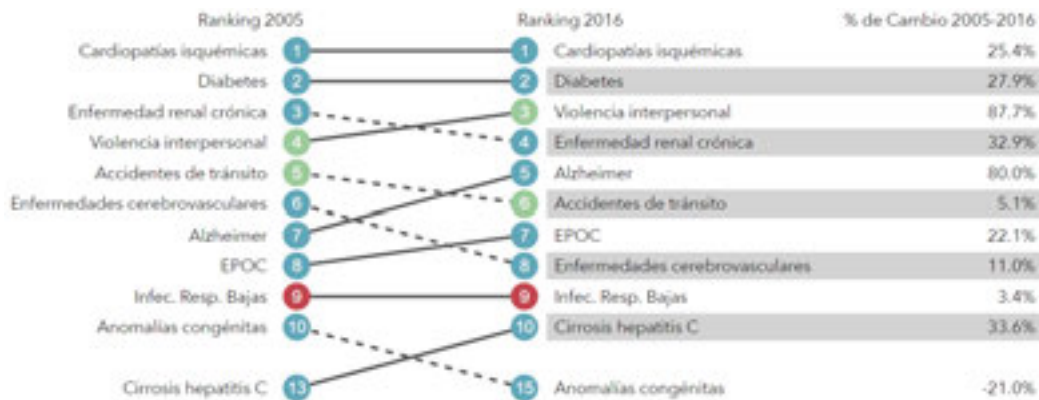 Ranking 2005 Ranking 2016 % de Cambio 2005-2016
Cardiopatías isquémicas 1 1 Cardiopatías isquémicas 25.4%
Diabetes 2 2 Diabetes 27.9%
Enfermedad renal crónica 3 3 Violencia interpersonal 87.7%
Violencia interpersonal 4 4 Enfermedad renal crónica 32.9%
Accidentes de tránsito 5 5 Alzheimer 80.0%
Enfermedades cerebrovasculares 6 6 Accidentes de tránsito 5.1%
Alzheimer 7 7 EPOC 22.1%
EPOC 8 8 Enfermedades cerebrovasculares 11.0%
Infec. Resp. Bajas 9 9 Infec. Resp. Bajas 3.4%
Anomalías congénitas 10 10 Cirrosis hepatitis C 33.6%
Cirrosis hepatitis C 13 15 Anomalías congénitas -21.0%